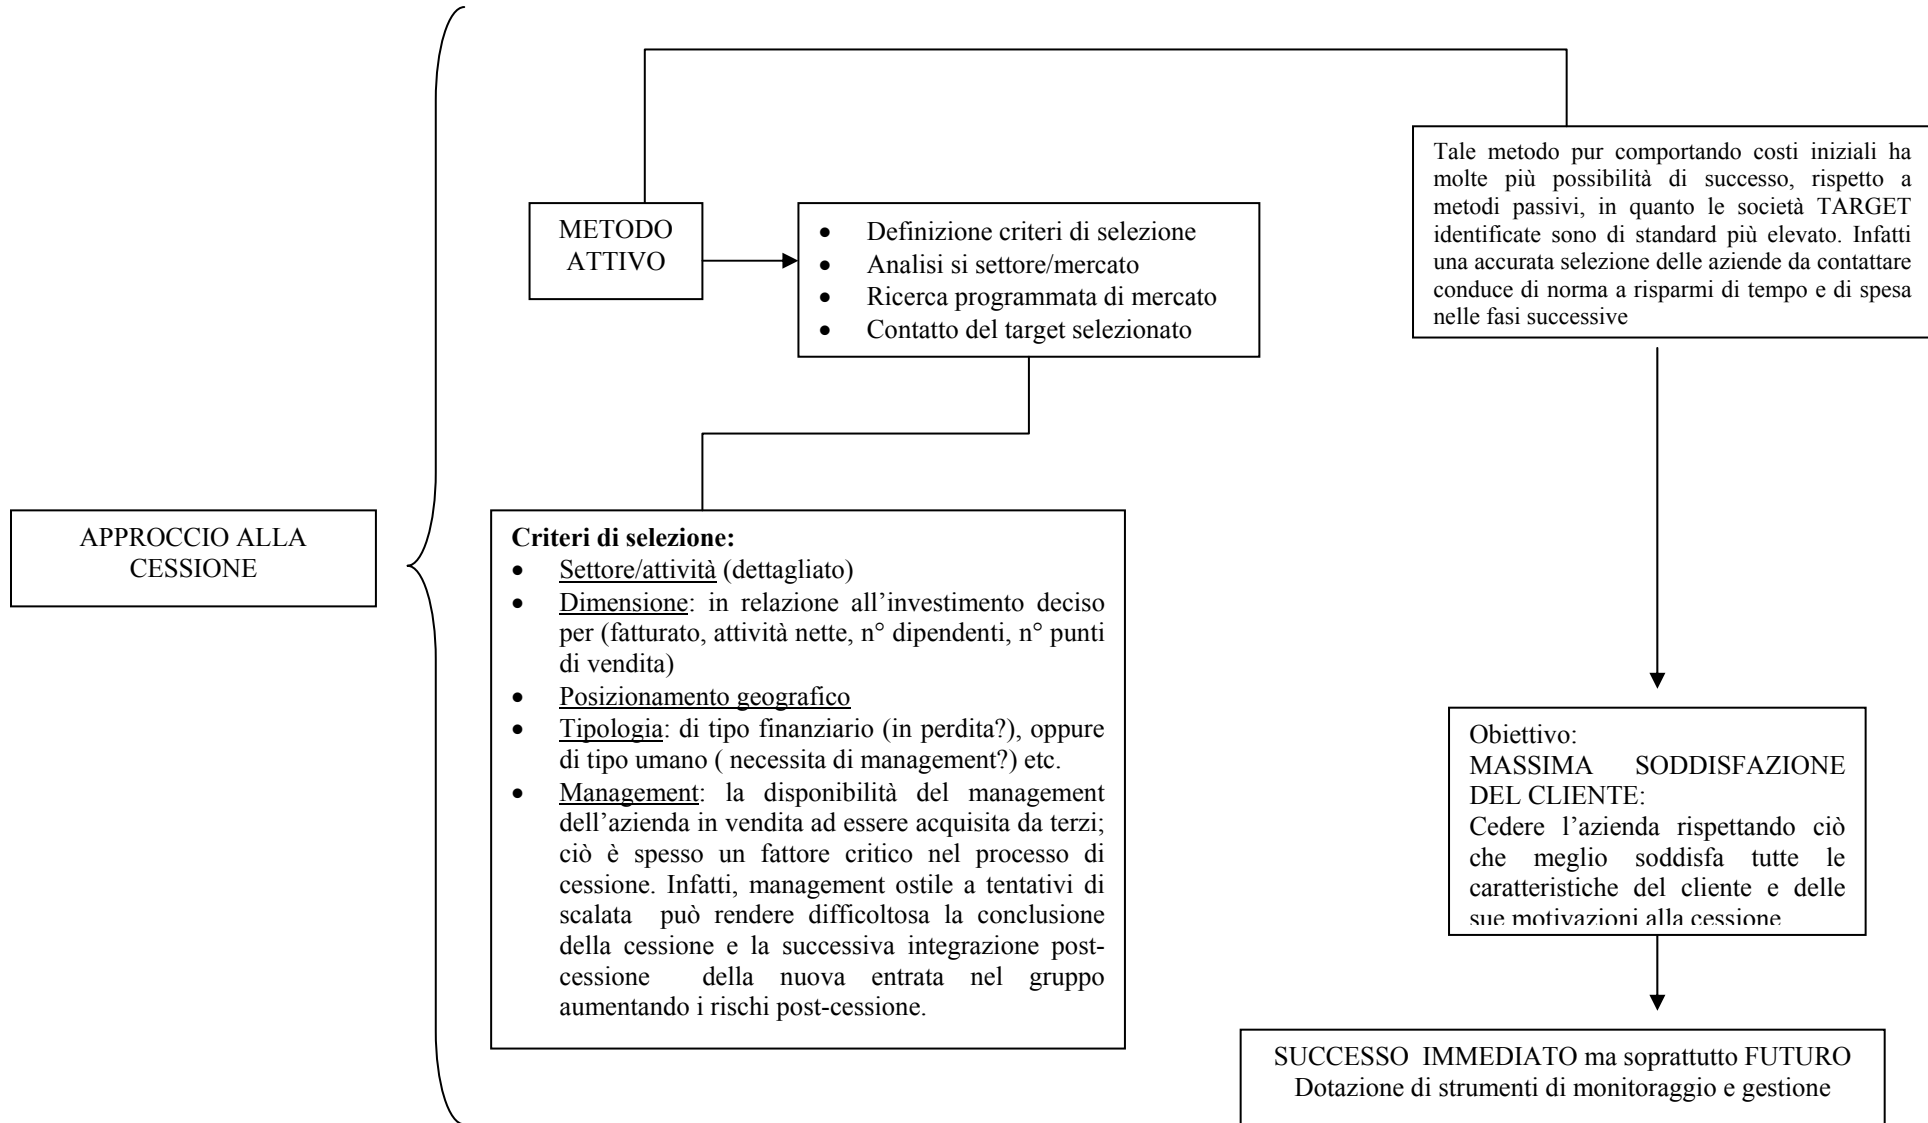 APPROCCIO ALLA
CESSIONE
METODO
ATTIVO
• Definizione criteri di selezione
• Analisi si settore/mercato
• Ricerca programmata di mercato
• Contatto del target selezionato
Tale metodo pur comportando costi iniziali ha
molte più possibilità di successo, rispetto a
metodi passivi, in quanto le società TARGET
identificate sono di standard più elevato. Infatti
una accurata selezione delle aziende da contattare
conduce di norma a risparmi di tempo e di spesa
nelle fasi successive
Criteri di selezione:
• Settore/attività (dettagliato)
• Dimensione: in relazione all’investimento deciso
per (fatturato, attività nette, n° dipendenti, n° punti
di vendita)
• Posizionamento geografico
• Tipologia: di tipo finanziario (in perdita?), oppure
di tipo umano ( necessita di management?) etc.
• Management: la disponibilità del management
dell’azienda in vendita ad essere acquisita da terzi;
ciò è spesso un fattore critico nel processo di
cessione. Infatti, management ostile a tentativi di
scalata può rendere difficoltosa la conclusione
della cessione e la successiva integrazione post-
cessione della nuova entrata nel gruppo
aumentando i rischi post-cessione.
Obiettivo:
MASSIMA SODDISFAZIONE
DEL CLIENTE:
Cedere l’azienda rispettando ciò
che meglio soddisfa tutte le
caratteristiche del cliente e delle
sue motivazioni alla cessione
SUCCESSO IMMEDIATO ma soprattutto FUTURO
Dotazione di strumenti di monitoraggio e gestione